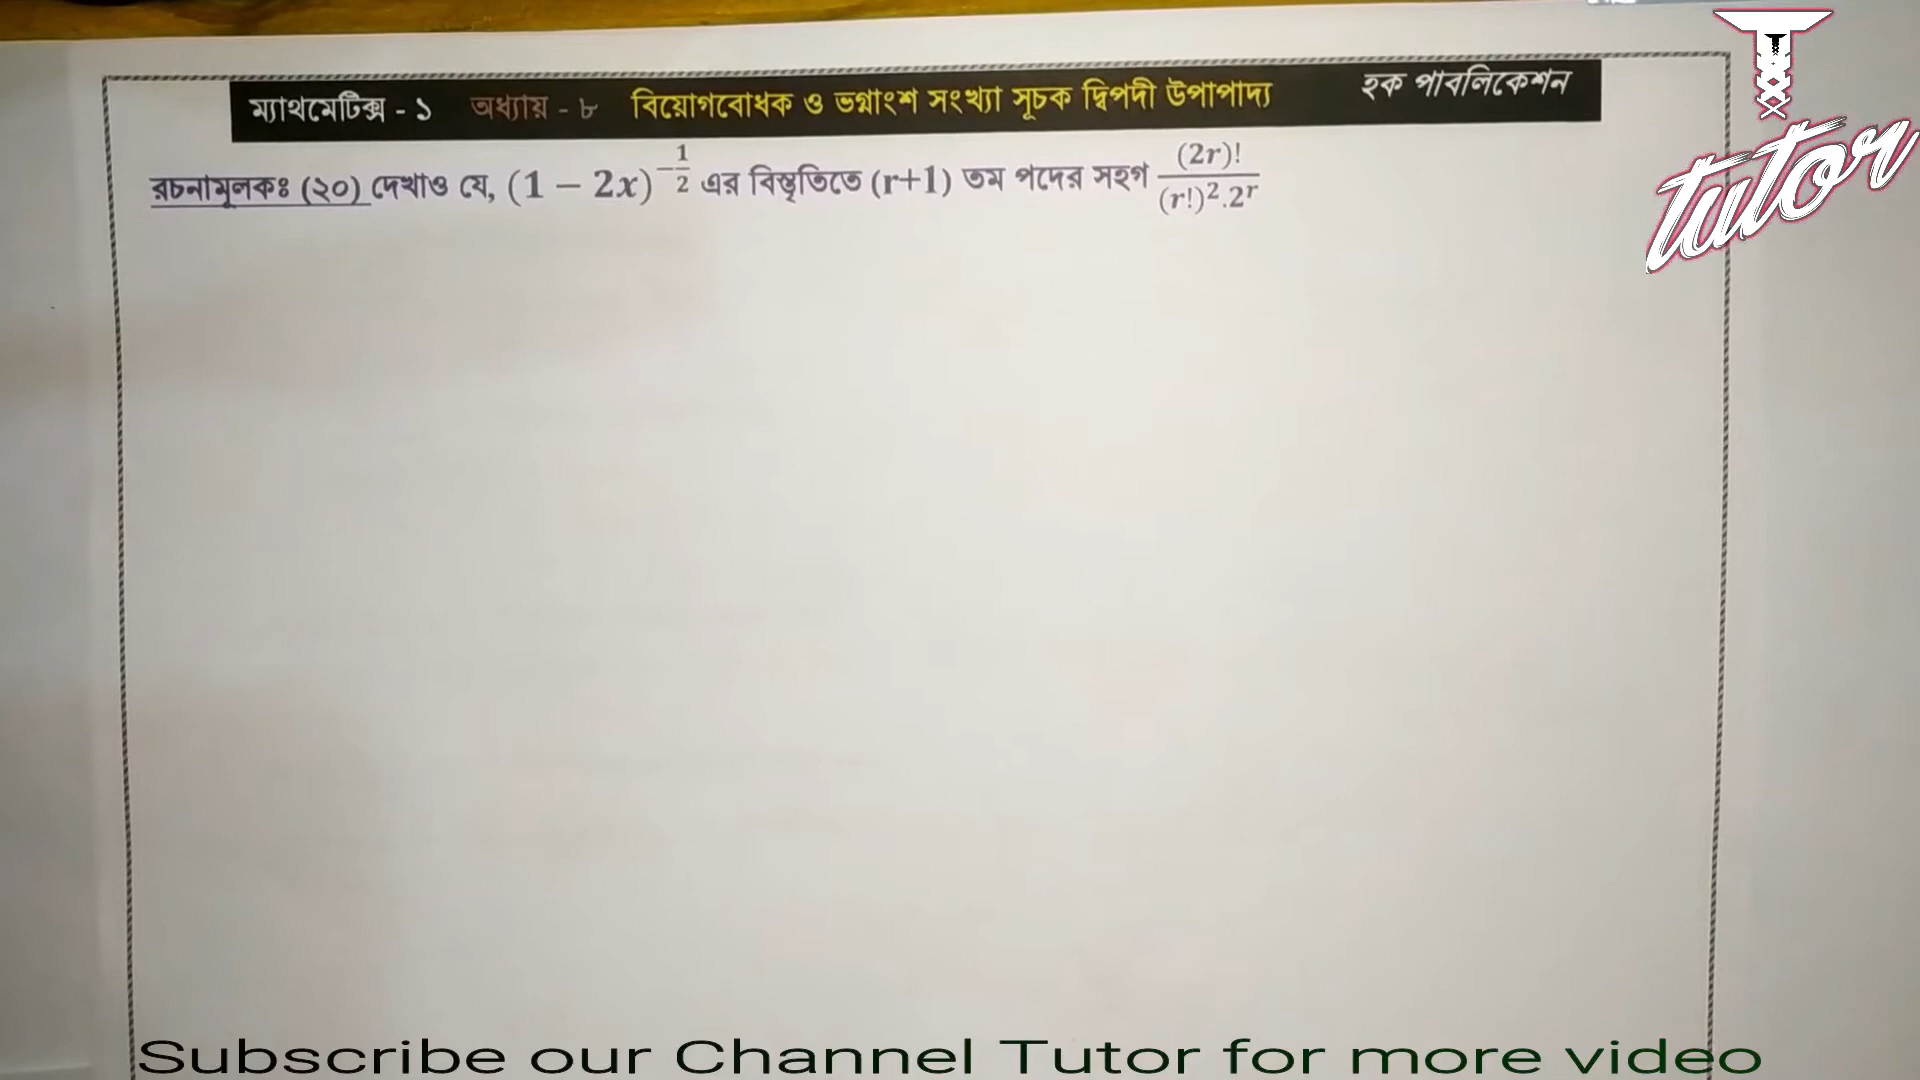 ম্যাথমেটিক্স - ১ অধ্যায় - ৮ বিয়োগবোধক ও ভগ্নাংশ সংখ্যা সূচক দ্বিপদী উপাপাদ্য হক পাবলিকেশন
রচনামূলকঃ (২০) দেখাও যে, (1 − 2x)^{−1/2} এর বিস্তৃতিতে (r+1) তম পদের সহগ (2r)!/(r!)².2^r
T
tutor
Subscribe our Channel Tutor for more video